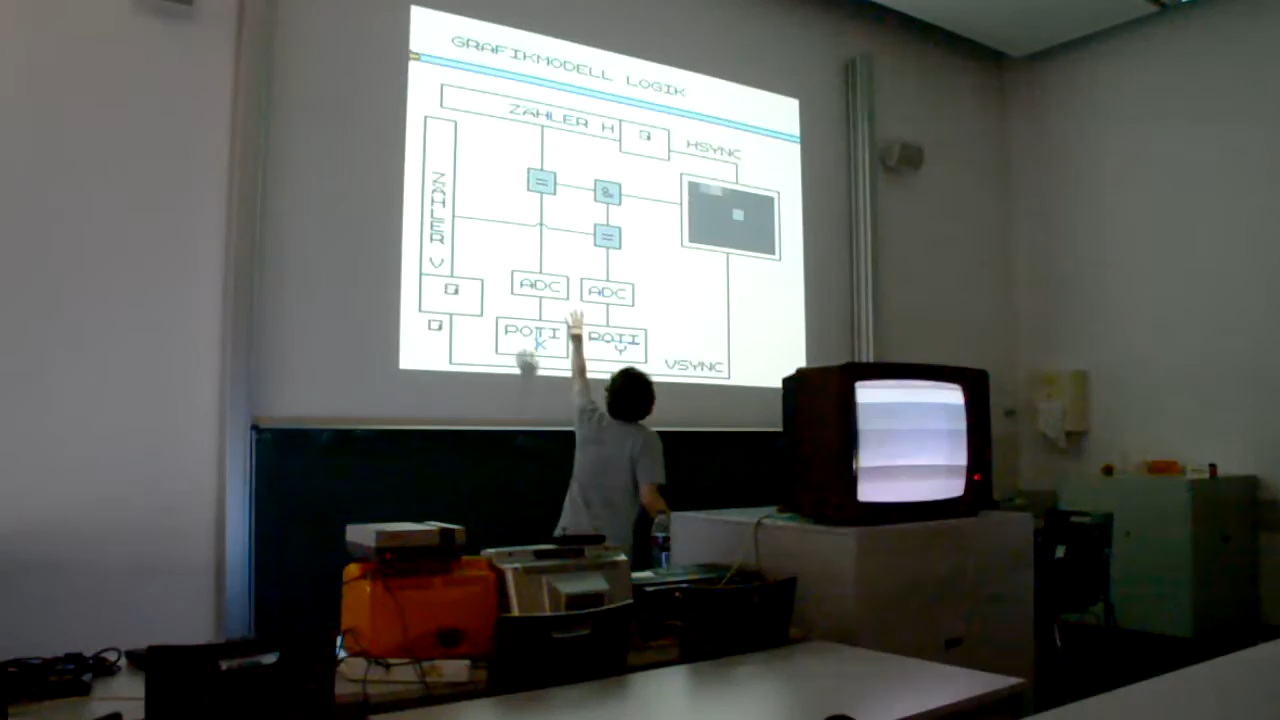 GRAFIKMODELL LOGIK
ZÄHLER H
HSYNC
ZÄHLER V
=
&
=
ADC
ADC
POTI
X
POTI
Y
VSYNC